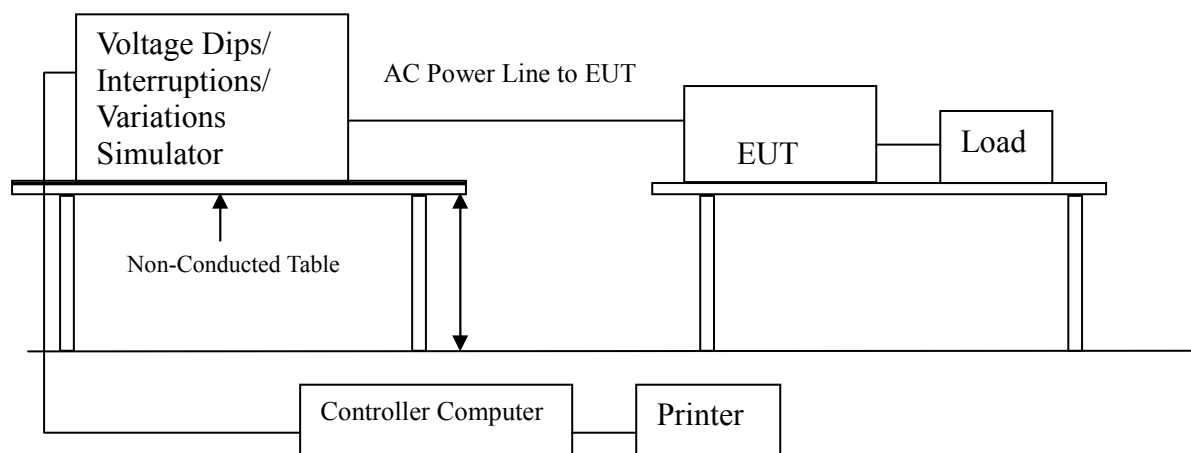 Voltage Dips/
Interruptions/
Variations
Simulator
AC Power Line to EUT
EUT
Load
Non-Conducted Table
Controller Computer
Printer